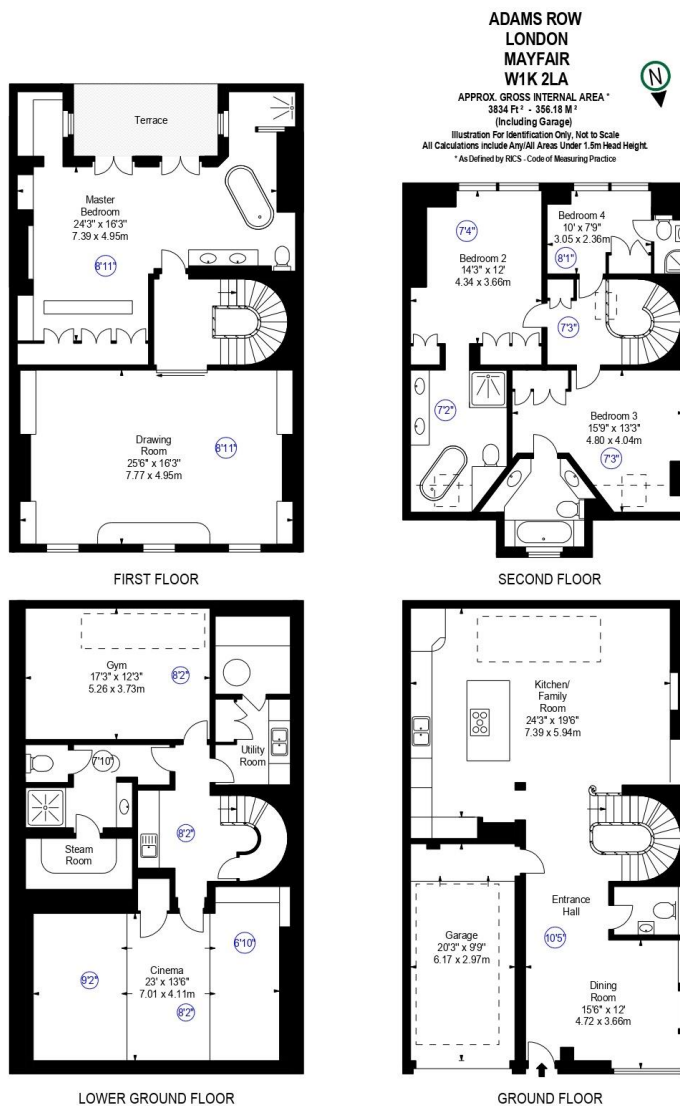 ADAMS ROW
LONDON
MAYFAIR
W1K 2LA
N
APPROX. GROSS INTERNAL AREA *
3834 Ft ² - 356.18 M ²
(Including Garage)
Illustration For Identification Only, Not to Scale
All Calculations include Any/All Areas Under 1.5m Head Height.
* As Defined by RICS - Code of Measuring Practice
Terrace
Master
Bedroom
24'3" x 16'3"
7.39 x 4.95m
8'11"
Drawing
Room
25'6" x 16'3"
7.77 x 4.95m
8'11"
FIRST FLOOR
7'4"
Bedroom 2
14'3" x 12'
4.34 x 3.66m
Bedroom 4
10' x 7'9"
3.05 x 2.36m
8'1"
7'3"
7'2"
Bedroom 3
15'9" x 13'3"
4.80 x 4.04m
7'3"
SECOND FLOOR
Gym
17'3" x 12'3"
5.26 x 3.73m
8'2"
Utility
Room
7'10"
8'2"
Steam
Room
6'10"
9'2"
Cinema
23' x 13'6"
7.01 x 4.11m
8'2"
LOWER GROUND FLOOR
Kitchen/
Family
Room
24'3" x 19'6"
7.39 x 5.94m
Entrance
Hall
10'5"
Garage
20'3" x 9'9"
6.17 x 2.97m
Dining
Room
15'6" x 12'
4.72 x 3.66m
GROUND FLOOR